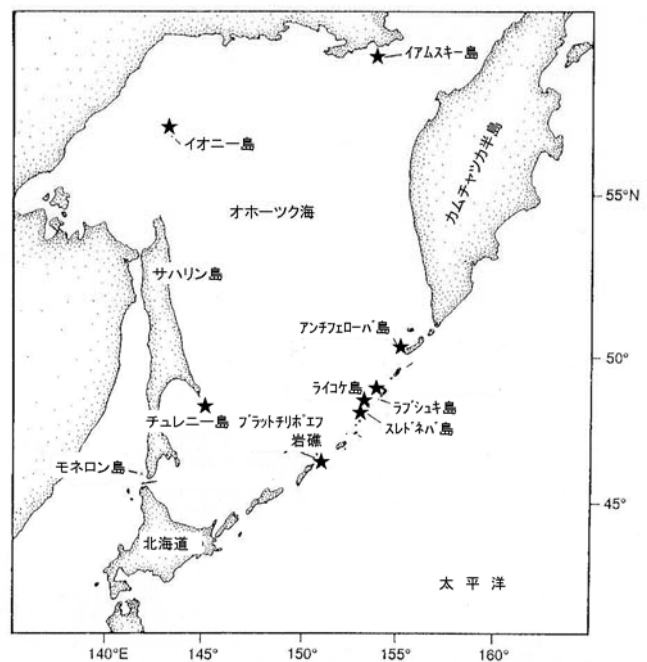 イアムスキー島
イオニー島
カムチャツカ半島
55°N
オホーツク海
サハリン島
アンチフェローバ島
50°
ライコケ島
ラブシュキ島
チュレニー島
ブラットチリボエフ
岩礁
スレドネバ島
モネロン島
45°
北海道
太平洋
140°E
145°
150°
155°
160°